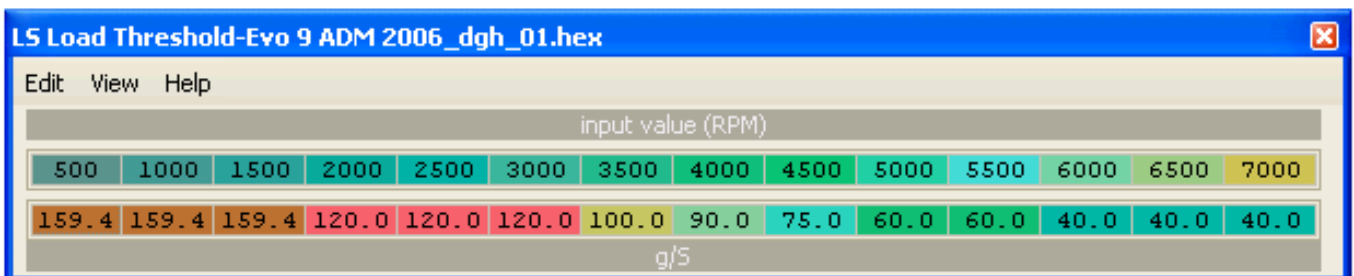 LS Load Threshold-Evo 9 ADM 2006_dgh_01.hex
Edit View Help
input value (RPM)
500 1000 1500 2000 2500 3000 3500 4000 4500 5000 5500 6000 6500 7000
159.4 159.4 159.4 120.0 120.0 120.0 100.0 90.0 75.0 60.0 60.0 40.0 40.0 40.0
g/S